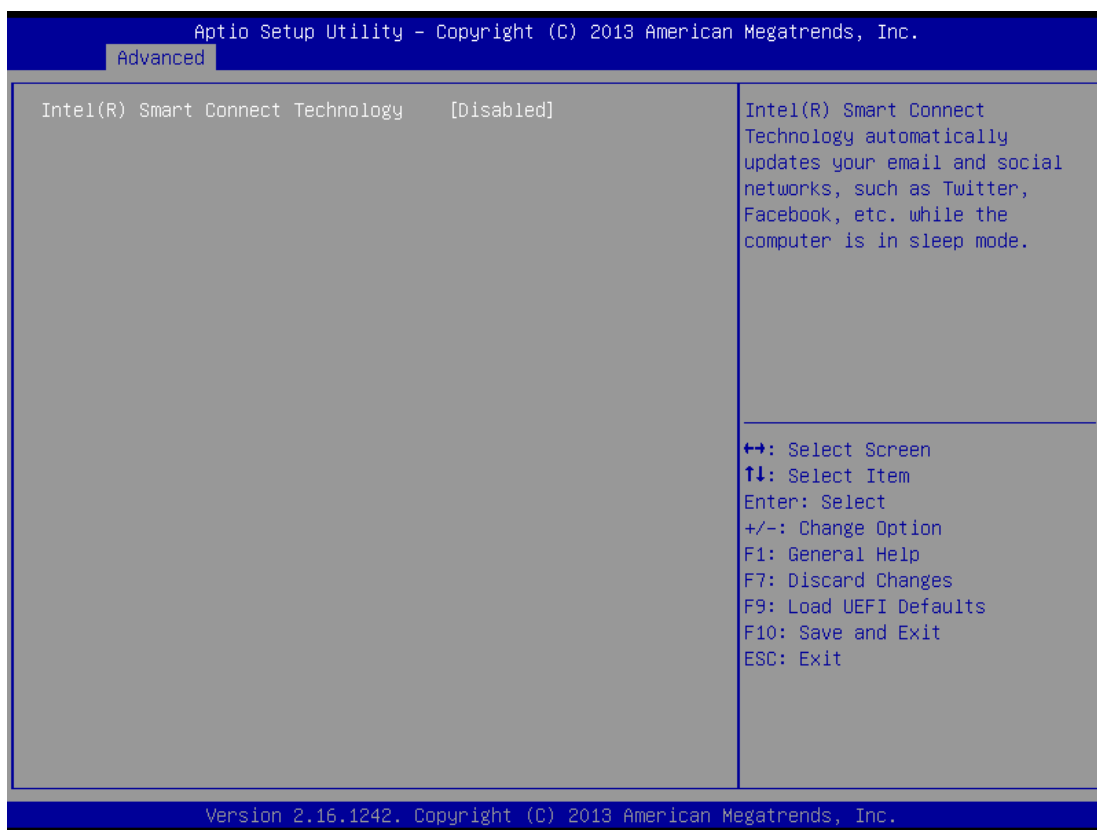 Aptio Setup Utility – Copyright (C) 2013 American Megatrends, Inc.
Advanced
Intel(R) Smart Connect Technology [Disabled]
Intel(R) Smart Connect
Technology automatically
updates your email and social
networks, such as Twitter,
Facebook, etc. while the
computer is in sleep mode.
↔: Select Screen
↑↓: Select Item
Enter: Select
+/-: Change Option
F1: General Help
F7: Discard Changes
F9: Load UEFI Defaults
F10: Save and Exit
ESC: Exit
Version 2.16.1242. Copyright (C) 2013 American Megatrends, Inc.